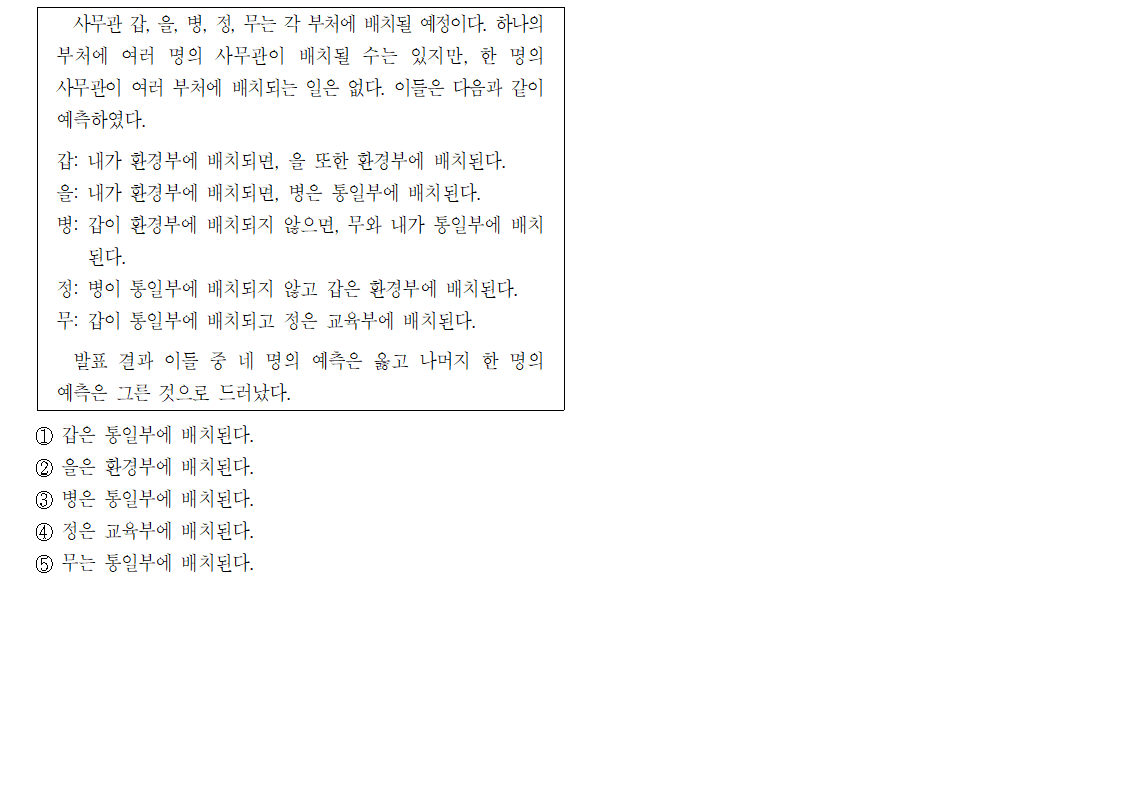 사무관 갑, 을, 병, 정, 무는 각 부처에 배치될 예정이다. 하나의
부처에 여러 명의 사무관이 배치될 수는 있지만, 한 명의
사무관이 여러 부처에 배치되는 일은 없다. 이들은 다음과 같이
예측하였다.
갑: 내가 환경부에 배치되면, 을 또한 환경부에 배치된다.
을: 내가 환경부에 배치되면, 병은 통일부에 배치된다.
병: 갑이 환경부에 배치되지 않으면, 무와 내가 통일부에 배치
된다.
정: 병이 통일부에 배치되지 않고 갑은 환경부에 배치된다.
무: 갑이 통일부에 배치되고 정은 교육부에 배치된다.
발표 결과 이들 중 네 명의 예측은 옳고 나머지 한 명의
예측은 그른 것으로 드러났다.
① 갑은 통일부에 배치된다.
② 을은 환경부에 배치된다.
③ 병은 통일부에 배치된다.
④ 정은 교육부에 배치된다.
⑤ 무는 통일부에 배치된다.